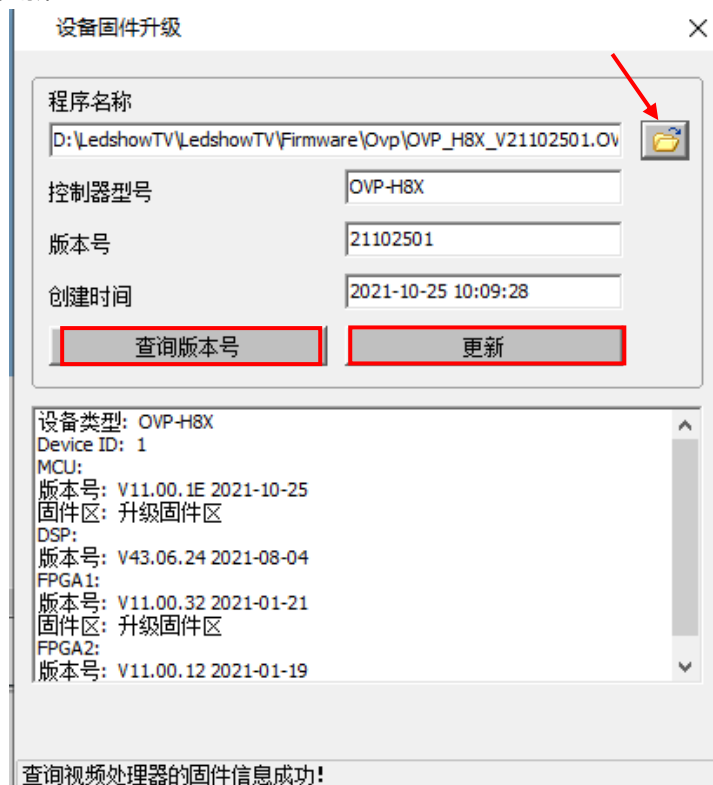 设备固件升级
程序名称
D:\LedshowTV\LedshowTV\Firmware\Ovp\OVP_H8X_V21102501.OV
控制器型号
OVP-H8X
版本号
21102501
创建时间
2021-10-25 10:09:28
查询版本号
更新
设备类型: OVP-H8X
Device ID: 1
MCU:
版本号: V11.00.1E 2021-10-25
固件区: 升级固件区
DSP:
版本号: V43.06.24 2021-08-04
FPGA1:
版本号: V11.00.32 2021-01-21
固件区: 升级固件区
FPGA2:
版本号: V11.00.12 2021-01-19
查询视频处理器的固件信息成功!